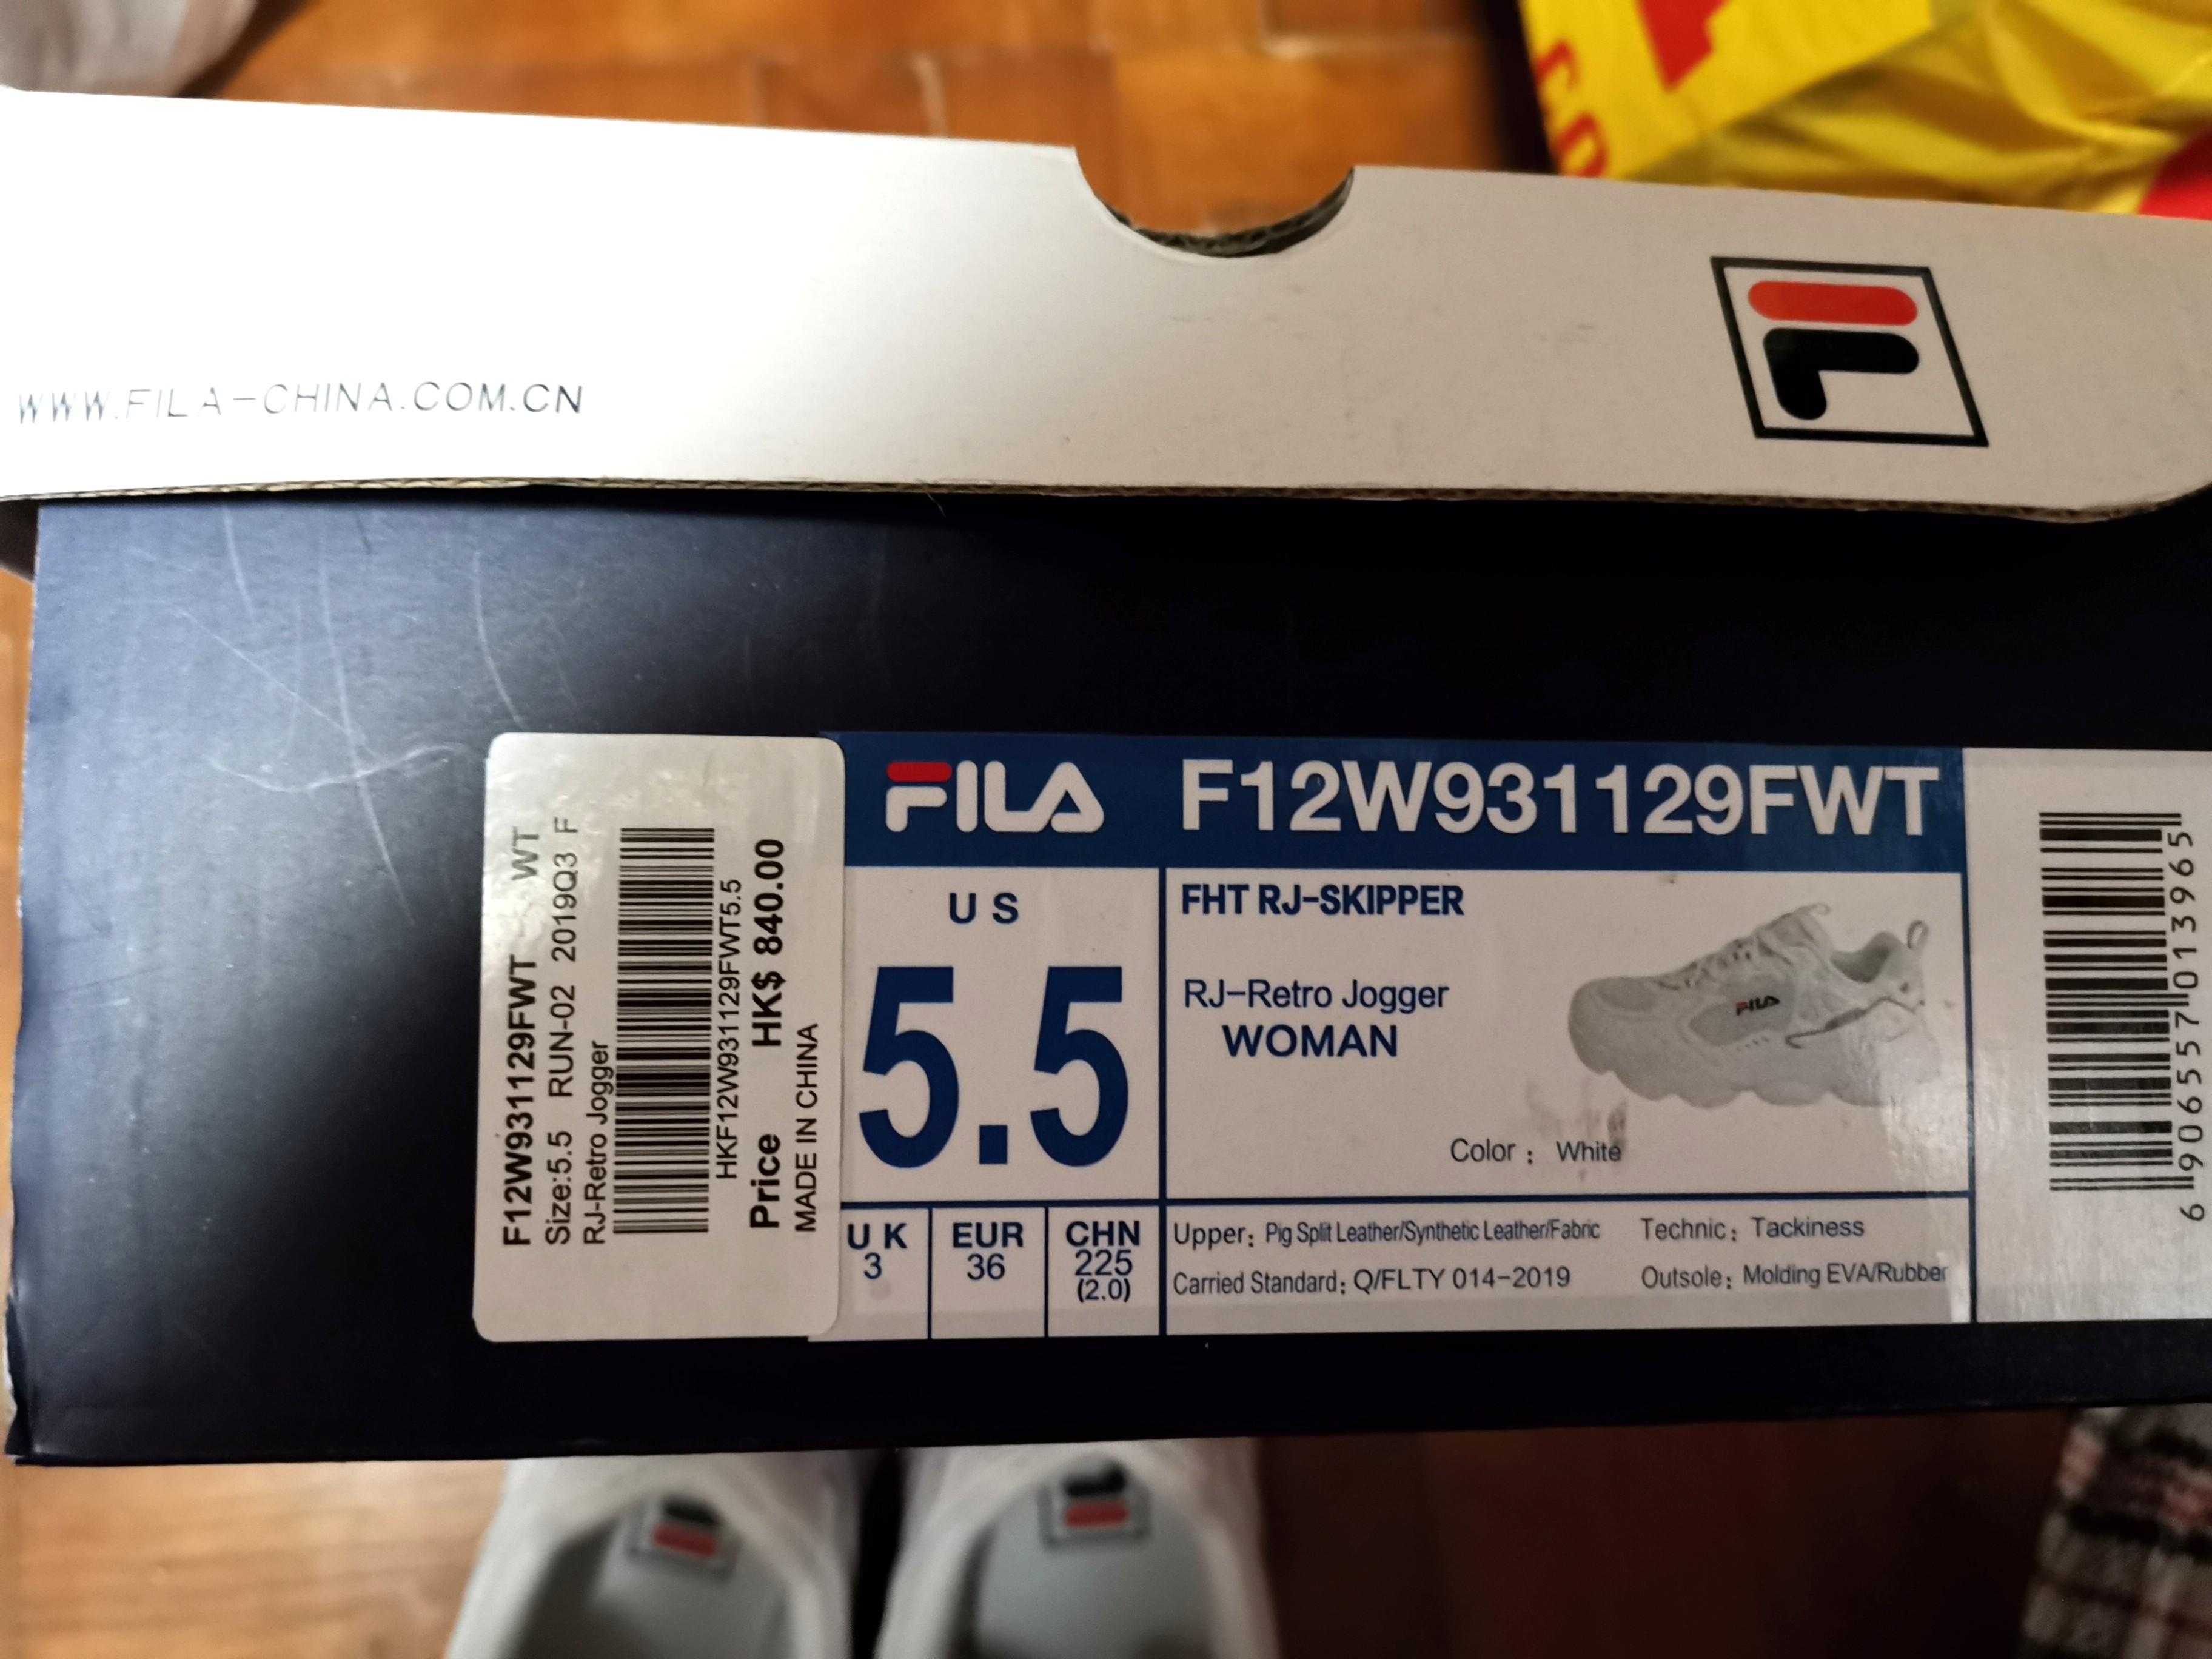 WWW.FILA-CHINA.COM.CN
F12W931129FWT WT
Size:5.5 RUN-02 2019Q3 F
RJ-Retro Jogger
HKF12W931129FWT5.5
Price HK$ 840.00
MADE IN CHINA
FILA F12W931129FWT
US
5.5
UK
3
EUR
36
CHN
225
(2.0)
FHT RJ-SKIPPER
RJ-Retro Jogger
WOMAN
FILA
Color: White
Upper: Pig Split Leather/Synthetic Leather/Fabric Technic: Tackiness
Carried Standard: Q/FLTY 014-2019 Outsole: Molding EVA/Rubber
6906557013965